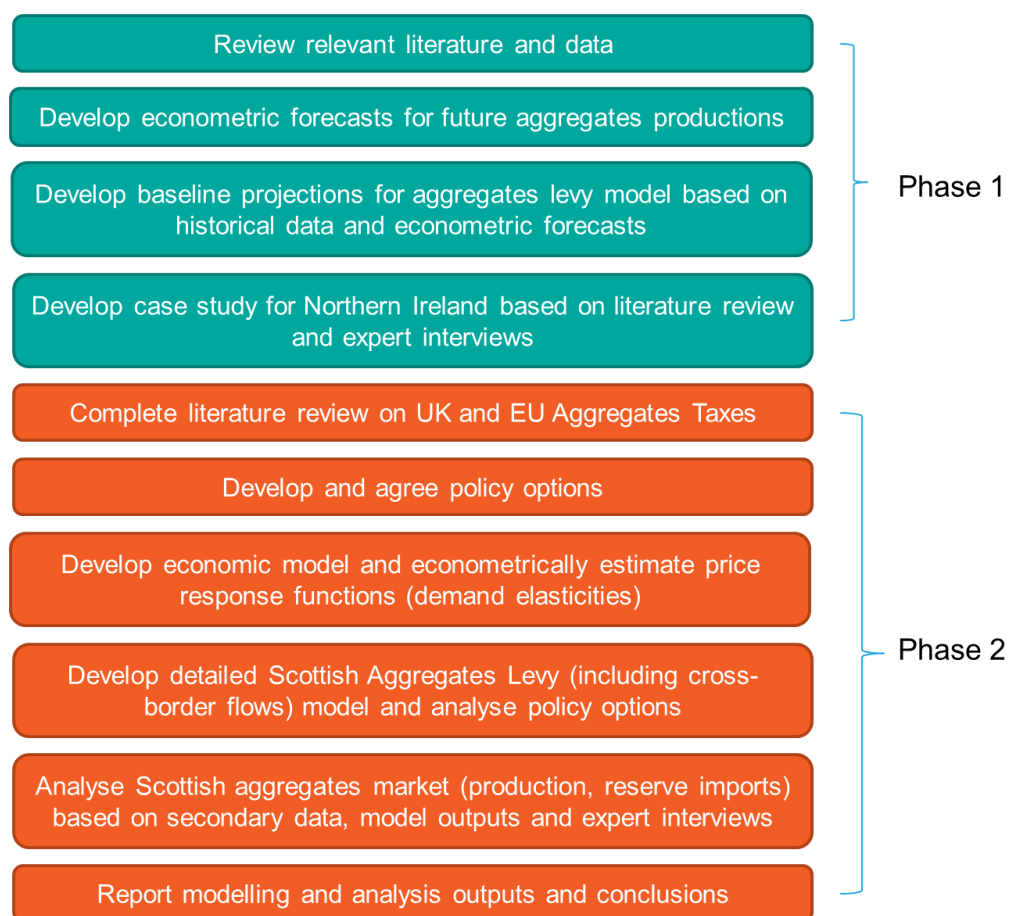 Review relevant literature and data
Develop econometric forecasts for future aggregates productions
Develop baseline projections for aggregates levy model based on
historical data and econometric forecasts
Phase 1
Develop case study for Northern Ireland based on literature review
and expert interviews
Complete literature review on UK and EU Aggregates Taxes
Develop and agree policy options
Develop economic model and econometrically estimate price
response functions (demand elasticities)
Phase 2
Develop detailed Scottish Aggregates Levy (including cross-
border flows) model and analyse policy options
Analyse Scottish aggregates market (production, reserve imports)
based on secondary data, model outputs and expert interviews
Report modelling and analysis outputs and conclusions